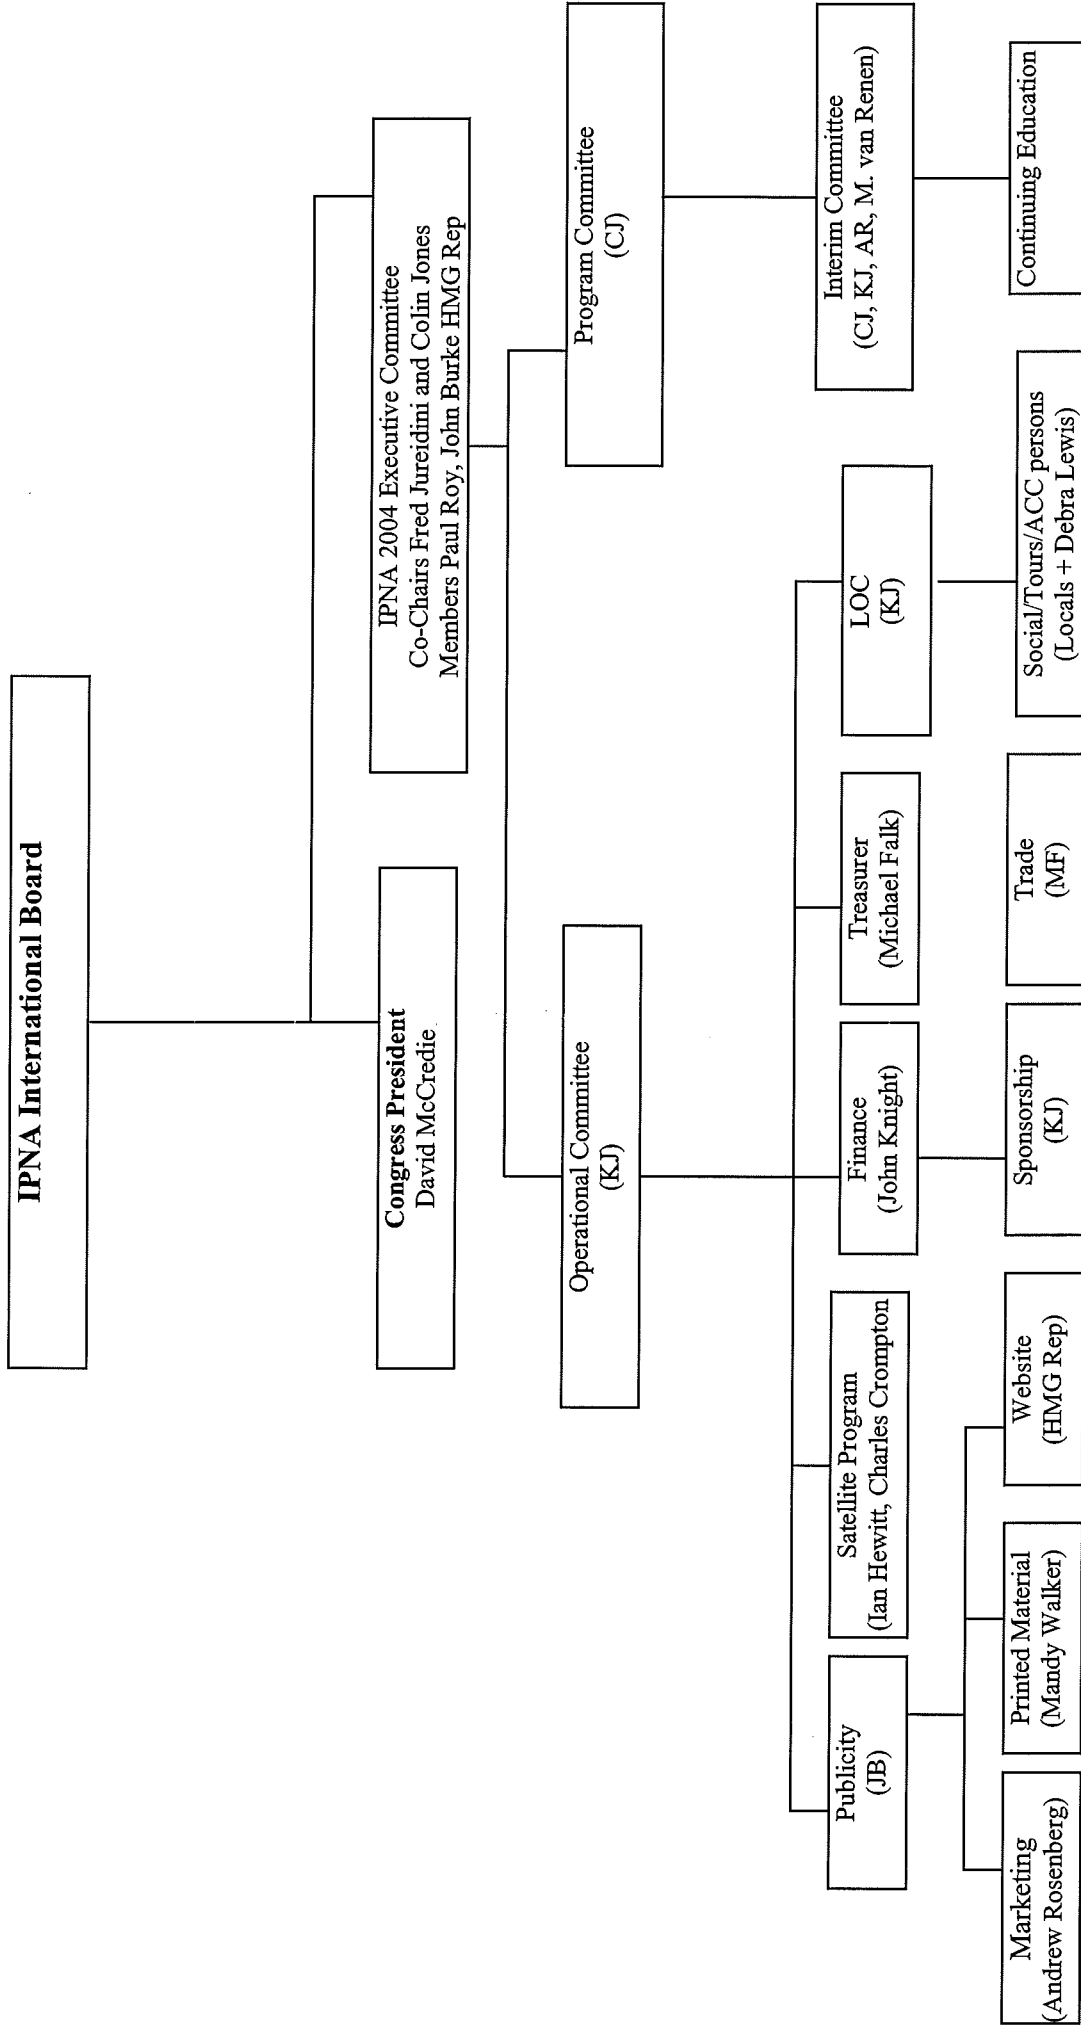 IPNA International Board
Congress President
David McCredie
IPNA 2004 Executive Committee
Co-Chairs Fred Jureidini and Colin Jones
Members Paul Roy, John Burke HMG Rep
Operational Committee
(KJ)
Program Committee
(CJ)
Publicity
(JB)
Satellite Program
(Ian Hewitt, Charles Crompton
Finance
(John Knight)
Treasurer
(Michael Falk)
LOC
(KJ)
Interim Committee
(CJ, KJ, AR, M. van Renen)
Marketing
(Andrew Rosenberg)
Printed Material
(Mandy Walker)
Website
(HMG Rep)
Sponsorship
(KJ)
Trade
(MF)
Social/Tours/ACC persons
(Locals + Debra Lewis)
Continuing Education